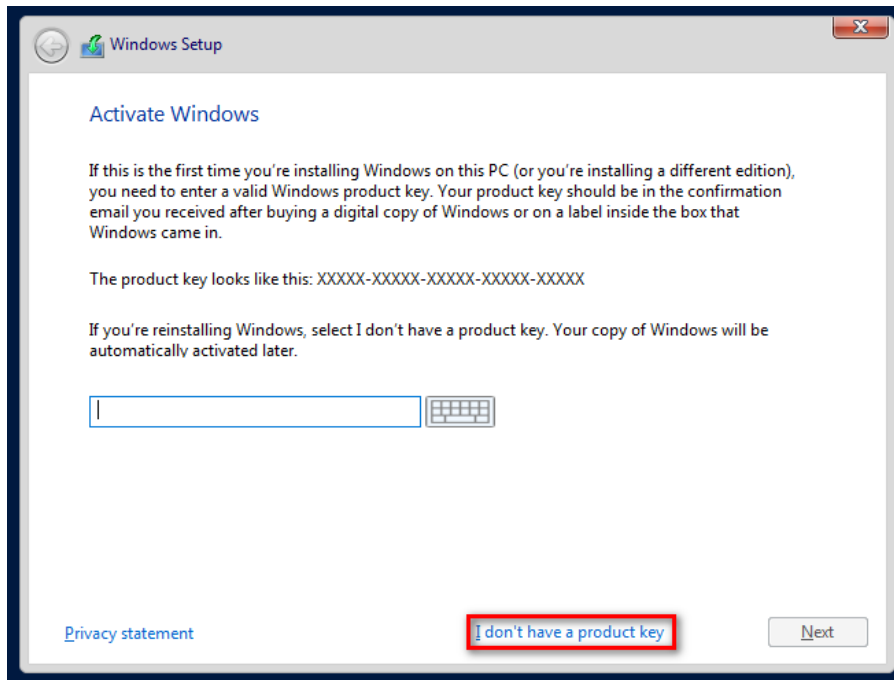 Windows Setup
Activate Windows
If this is the first time you're installing Windows on this PC (or you're installing a different edition),
you need to enter a valid Windows product key. Your product key should be in the confirmation
email you received after buying a digital copy of Windows or on a label inside the box that
Windows came in.
The product key looks like this: XXXXX-XXXXX-XXXXX-XXXXX-XXXXX
If you're reinstalling Windows, select I don't have a product key. Your copy of Windows will be
automatically activated later.
Privacy statement
I don't have a product key
Next